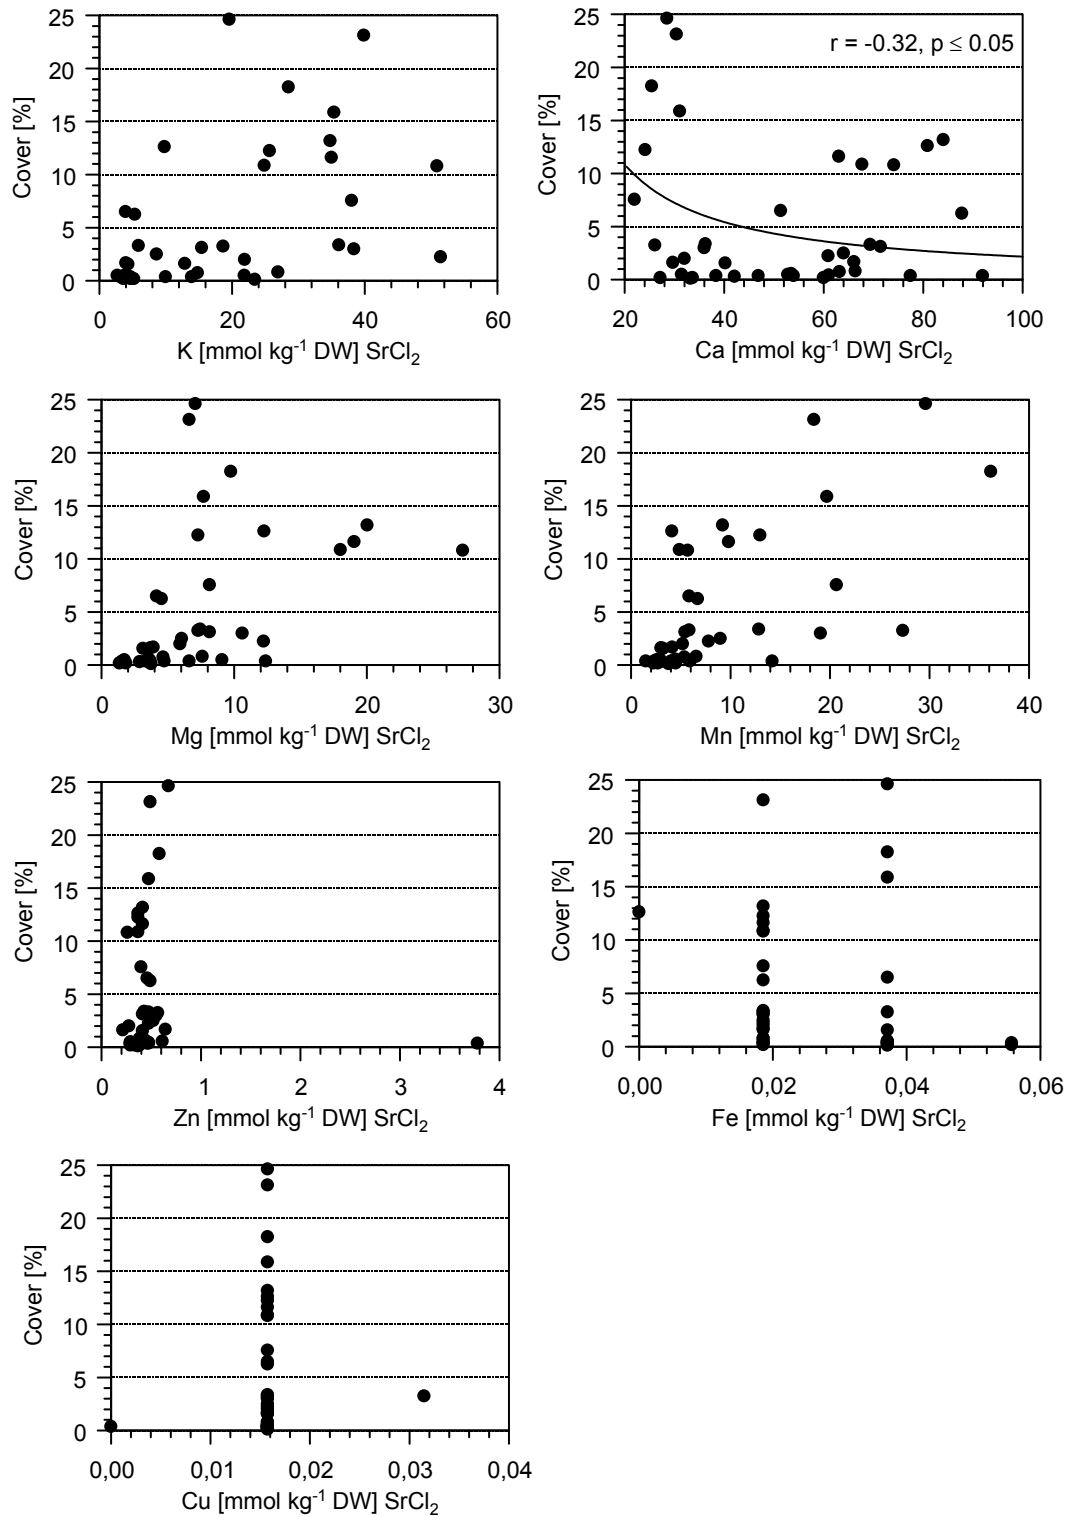 25
20
15
10
5
0
Cover [%]
0 20 40 60
K [mmol kg⁻¹ DW] SrCl₂
25
20
15
10
5
0
Cover [%]
r = -0.32, p ≤ 0.05
20 40 60 80 100
Ca [mmol kg⁻¹ DW] SrCl₂
25
20
15
10
5
0
Cover [%]
0 10 20 30
Mg [mmol kg⁻¹ DW] SrCl₂
25
20
15
10
5
0
Cover [%]
0 10 20 30 40
Mn [mmol kg⁻¹ DW] SrCl₂
25
20
15
10
5
0
Cover [%]
0 1 2 3 4
Zn [mmol kg⁻¹ DW] SrCl₂
25
20
15
10
5
0
Cover [%]
0,00 0,02 0,04 0,06
Fe [mmol kg⁻¹ DW] SrCl₂
25
20
15
10
5
0
Cover [%]
0,00 0,01 0,02 0,03 0,04
Cu [mmol kg⁻¹ DW] SrCl₂